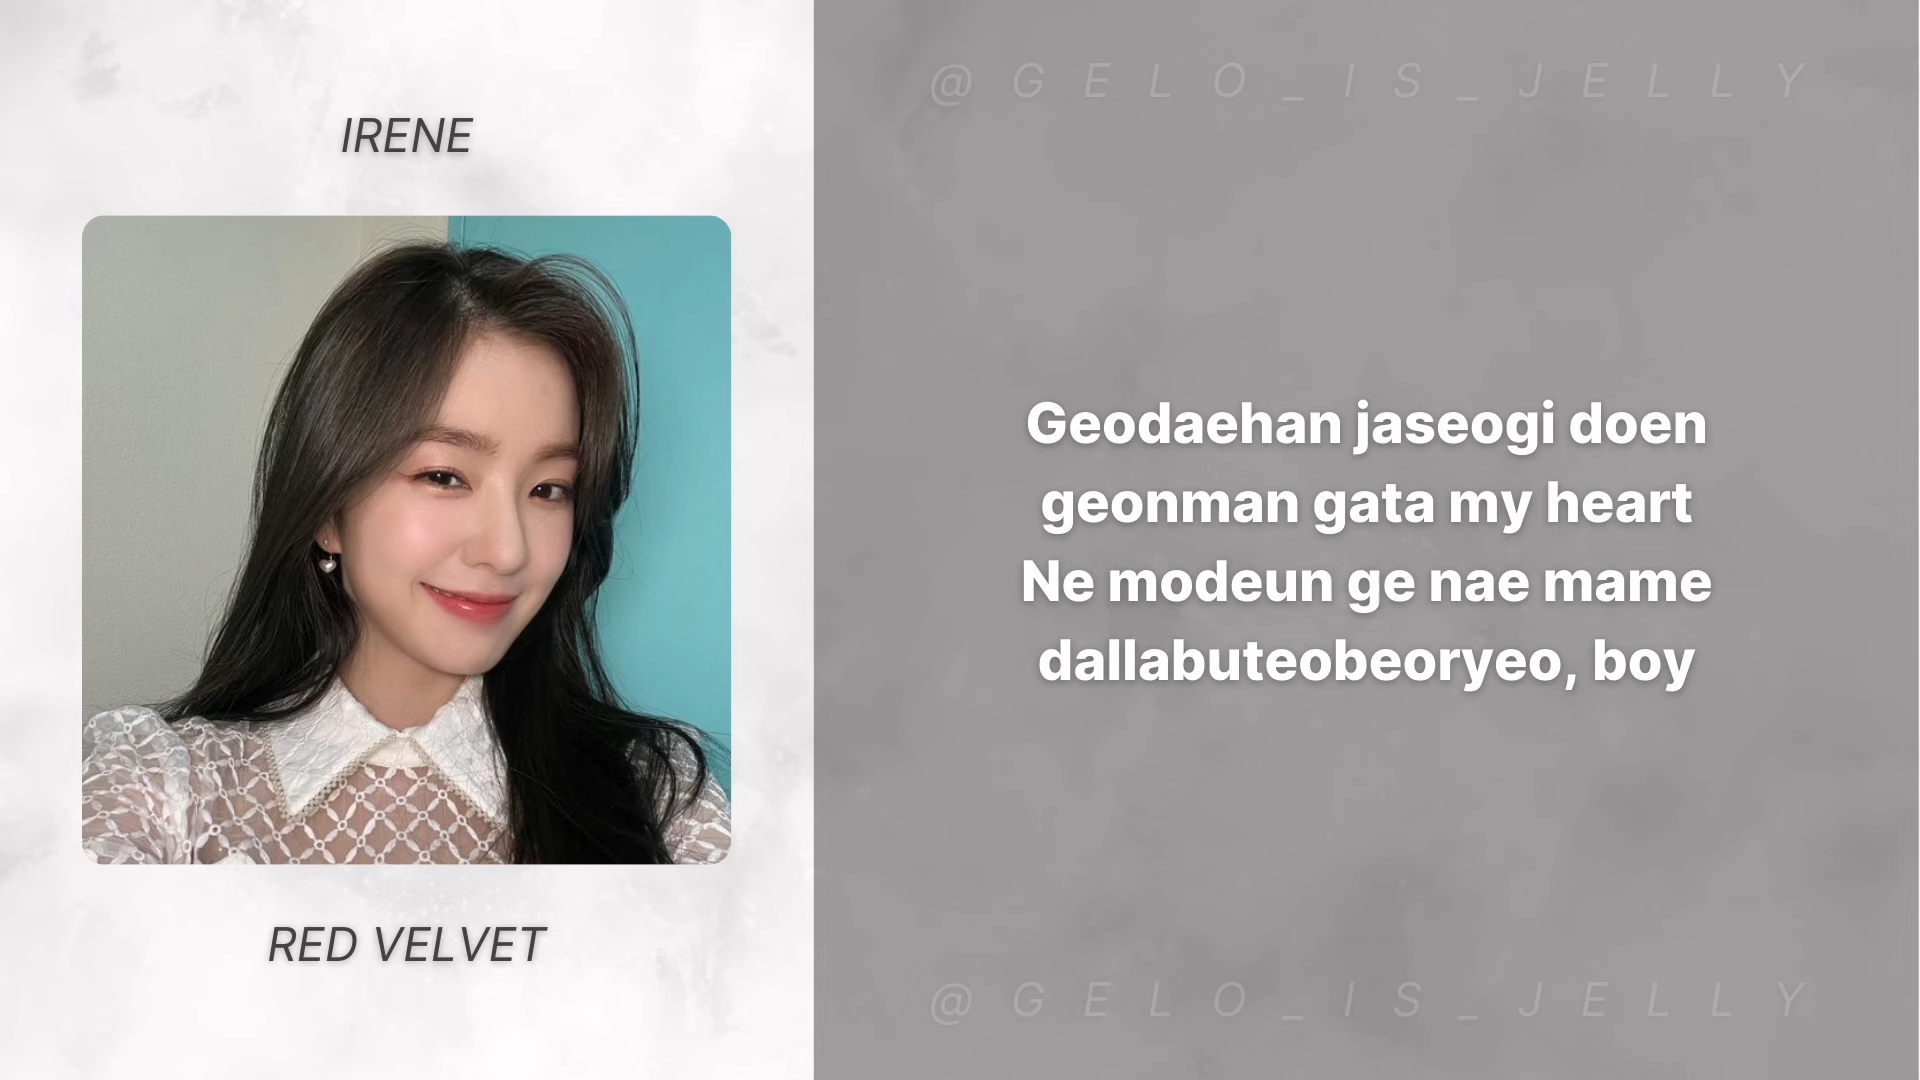 IRENE
RED VELVET
@GELO_IS_JELLY
Geodaehan jaseogi doen
geonman gata my heart
Ne modeun ge nae mame
dallabuteobeoryeo, boy
@GELO_IS_JELLY